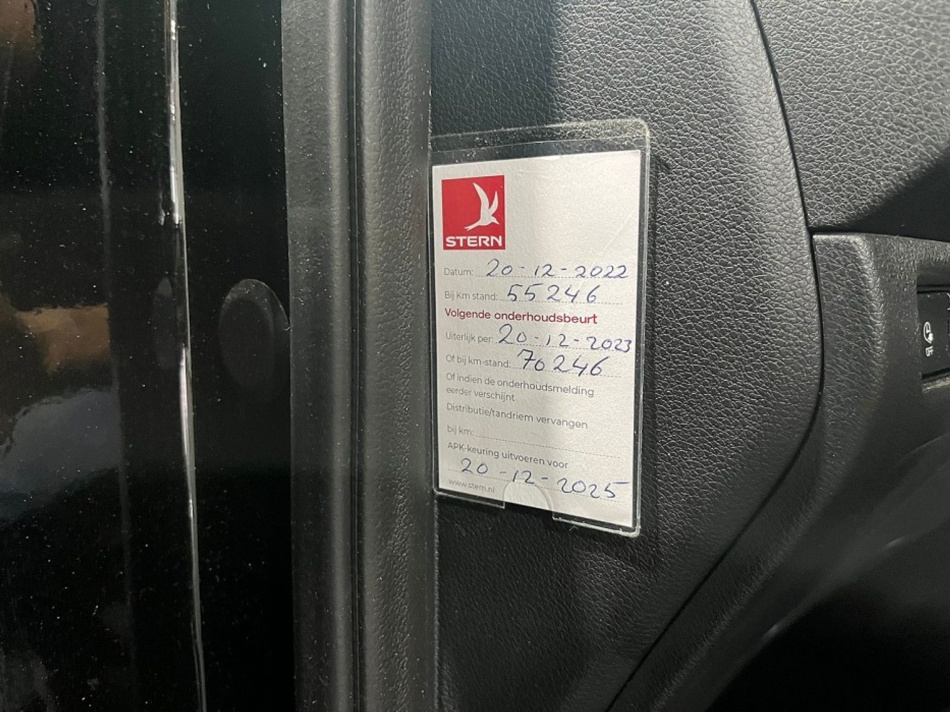 STERN
Datum: 20-12-2022
Bij Km stand: 55246
Volgende onderhoudsbeurt
Uiterlijk per: 20-12-2023
Of bij km-stand: 70246
Of indien de onderhoudsmelding
eerder verschijnt
Distributie/tandriem vervangen
bij km:
APK-keuring uitvoeren voor
20-12-2025
www.stern.nl
OFF